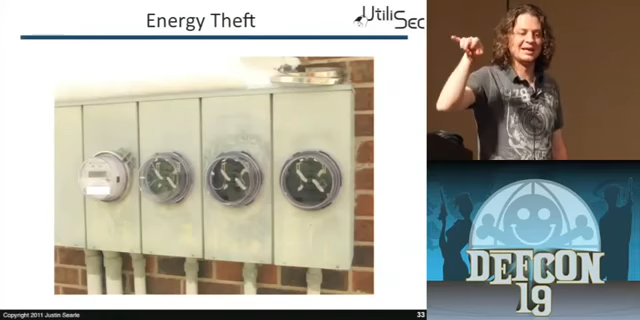 Energy Theft
UtiliSec
Copyright 2011 Justin Searle
33
DEFCON
19